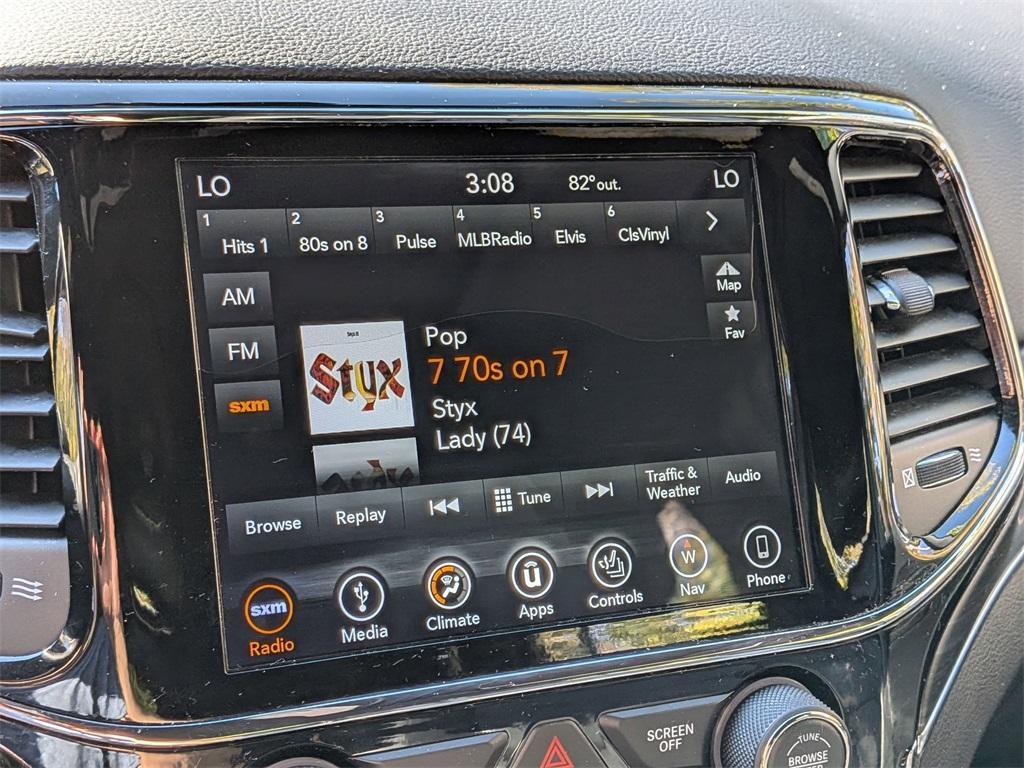 LO 3:08 82°out. LO
1 Hits 1 2 80s on 8 3 Pulse 4 MLBRadio 5 Elvis 6 ClsVinyl
AM
Map
FM
Fav
sxm
Styx
Pop
7 70s on 7
Styx
Lady (74)
Browse Replay Tune Traffic & Weather Audio
sxm
u
W
Radio Media Climate Apps Controls Nav Phone
SCREEN
OFF
TUNE
BROWSE